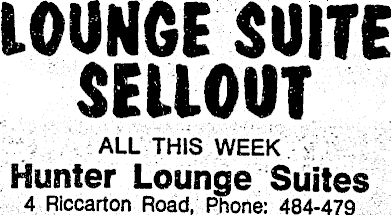 LOUNGE SUITE
SELLOUT
ALL THIS WEEK
Hunter Lounge Suites
4 Riccarton Road, Phone: 484-479